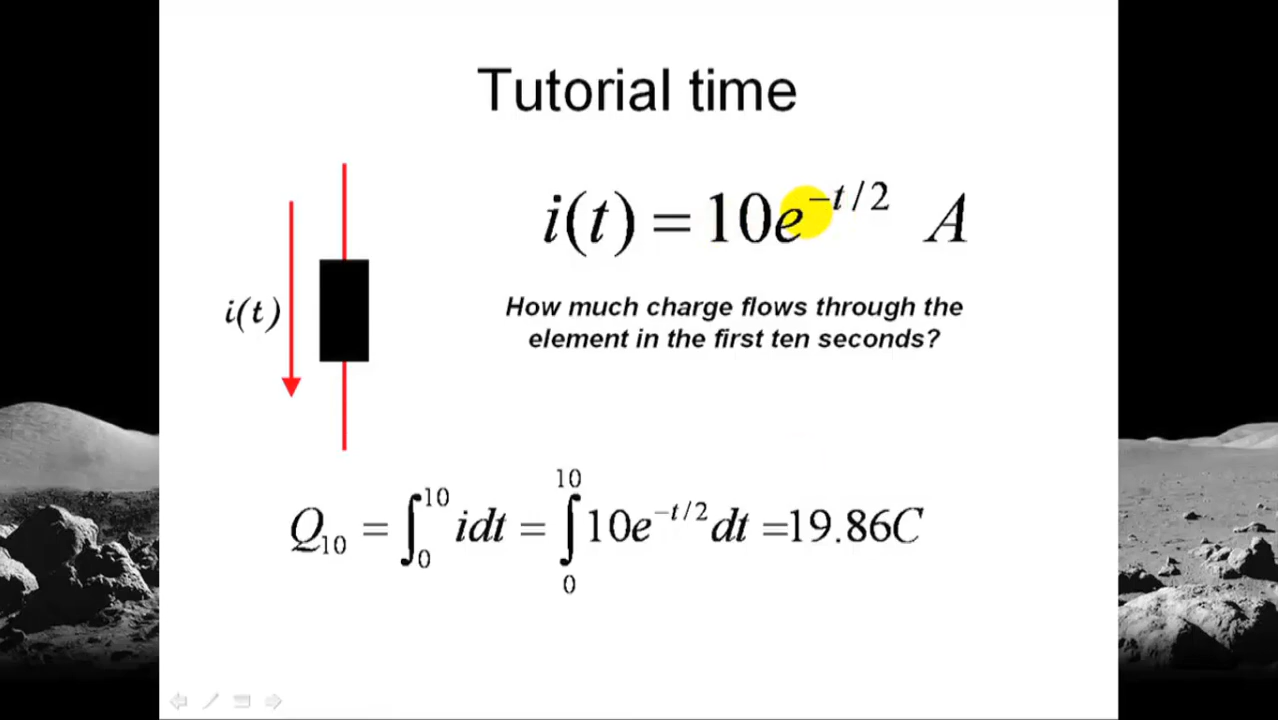 Tutorial time
i(t) = 10e^{-t/2} A
i(t)
How much charge flows through the
element in the first ten seconds?
Q_{10} = ∫_0^{10} idt = ∫_0^{10} 10e^{-t/2} dt =19.86C